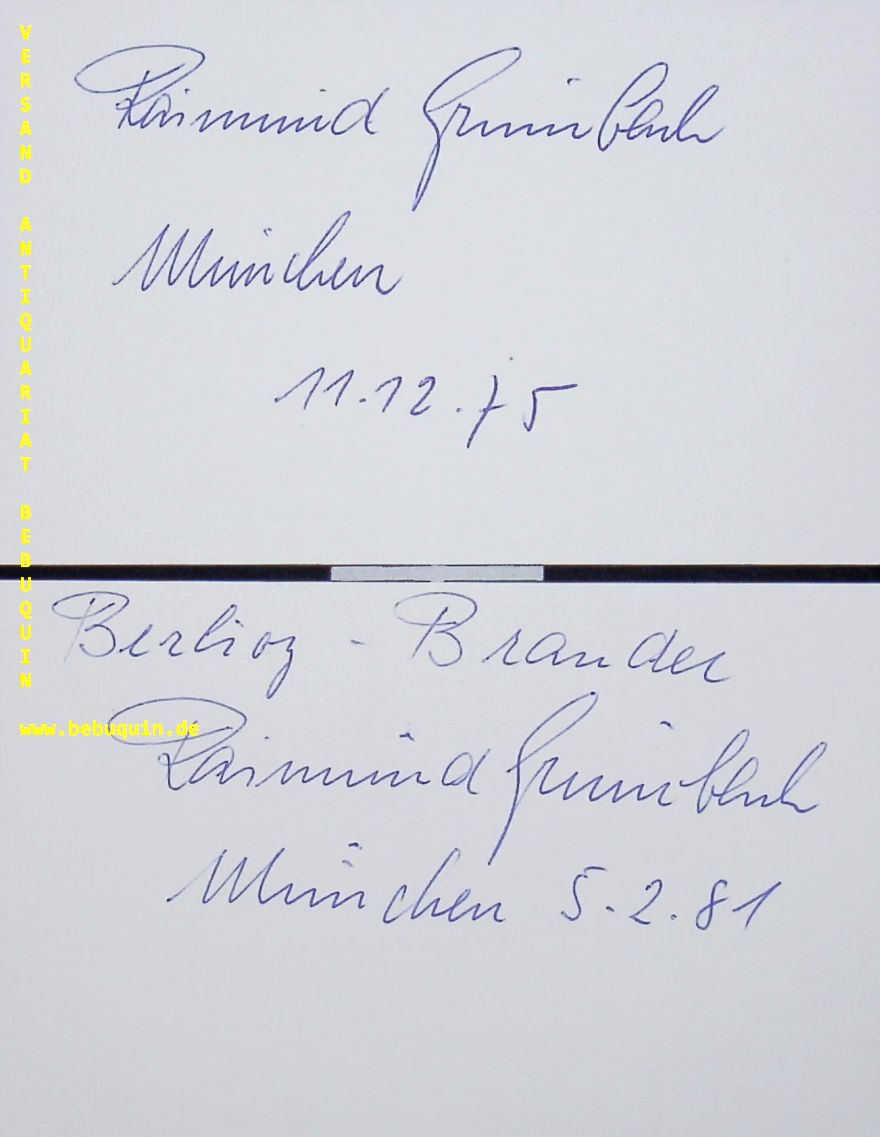 VERSAND ANTIQUARIAT BEBUQUIN
www.bebuquin.de
Raimund Grumbach
München
11.12.75
Berlioz - Brander
Raimund Grumbach
München 5.2.81